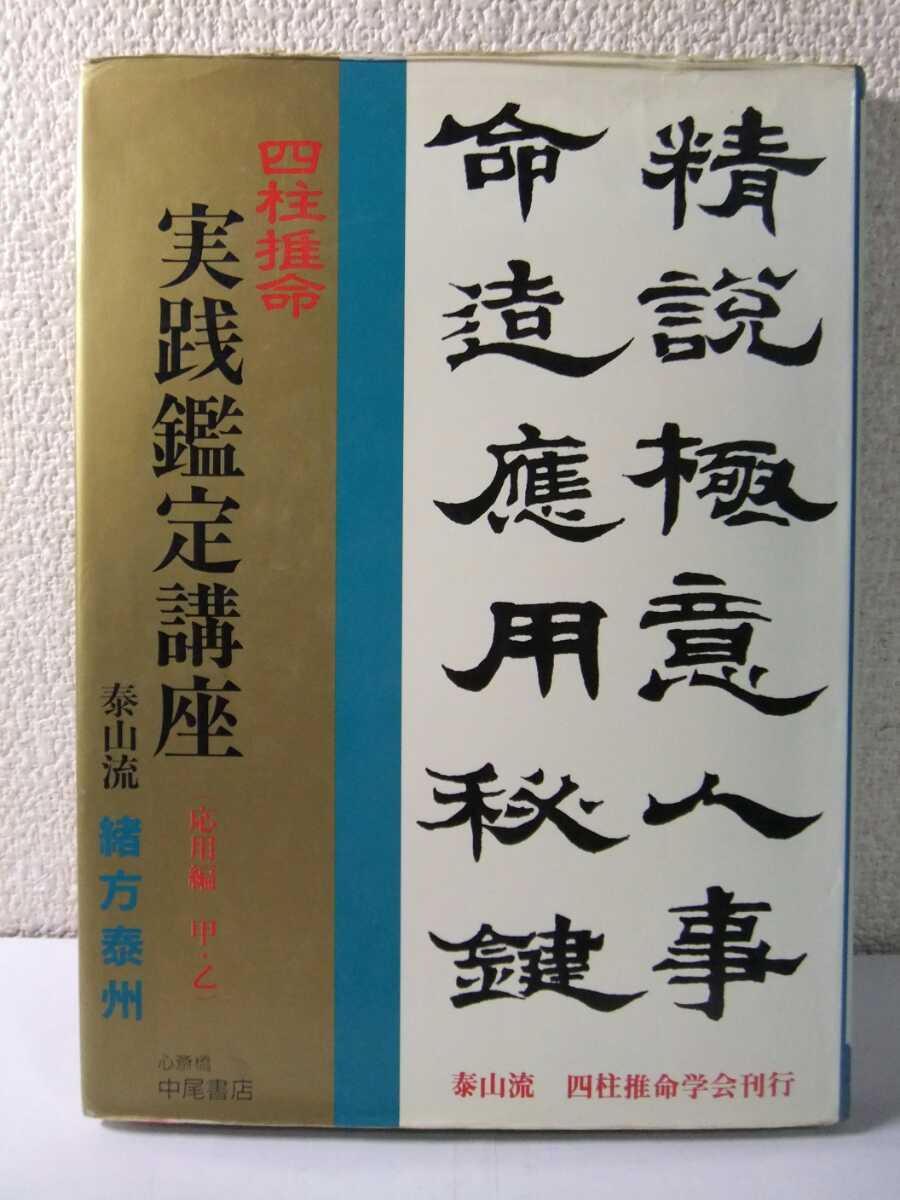 精説極意人事
命造應用秘鍵
四柱推命
実践鑑定講座
（応用編 甲・乙）
泰山流 緒方泰州
心斎橋
中尾書店
泰山流 四柱推命学会刊行